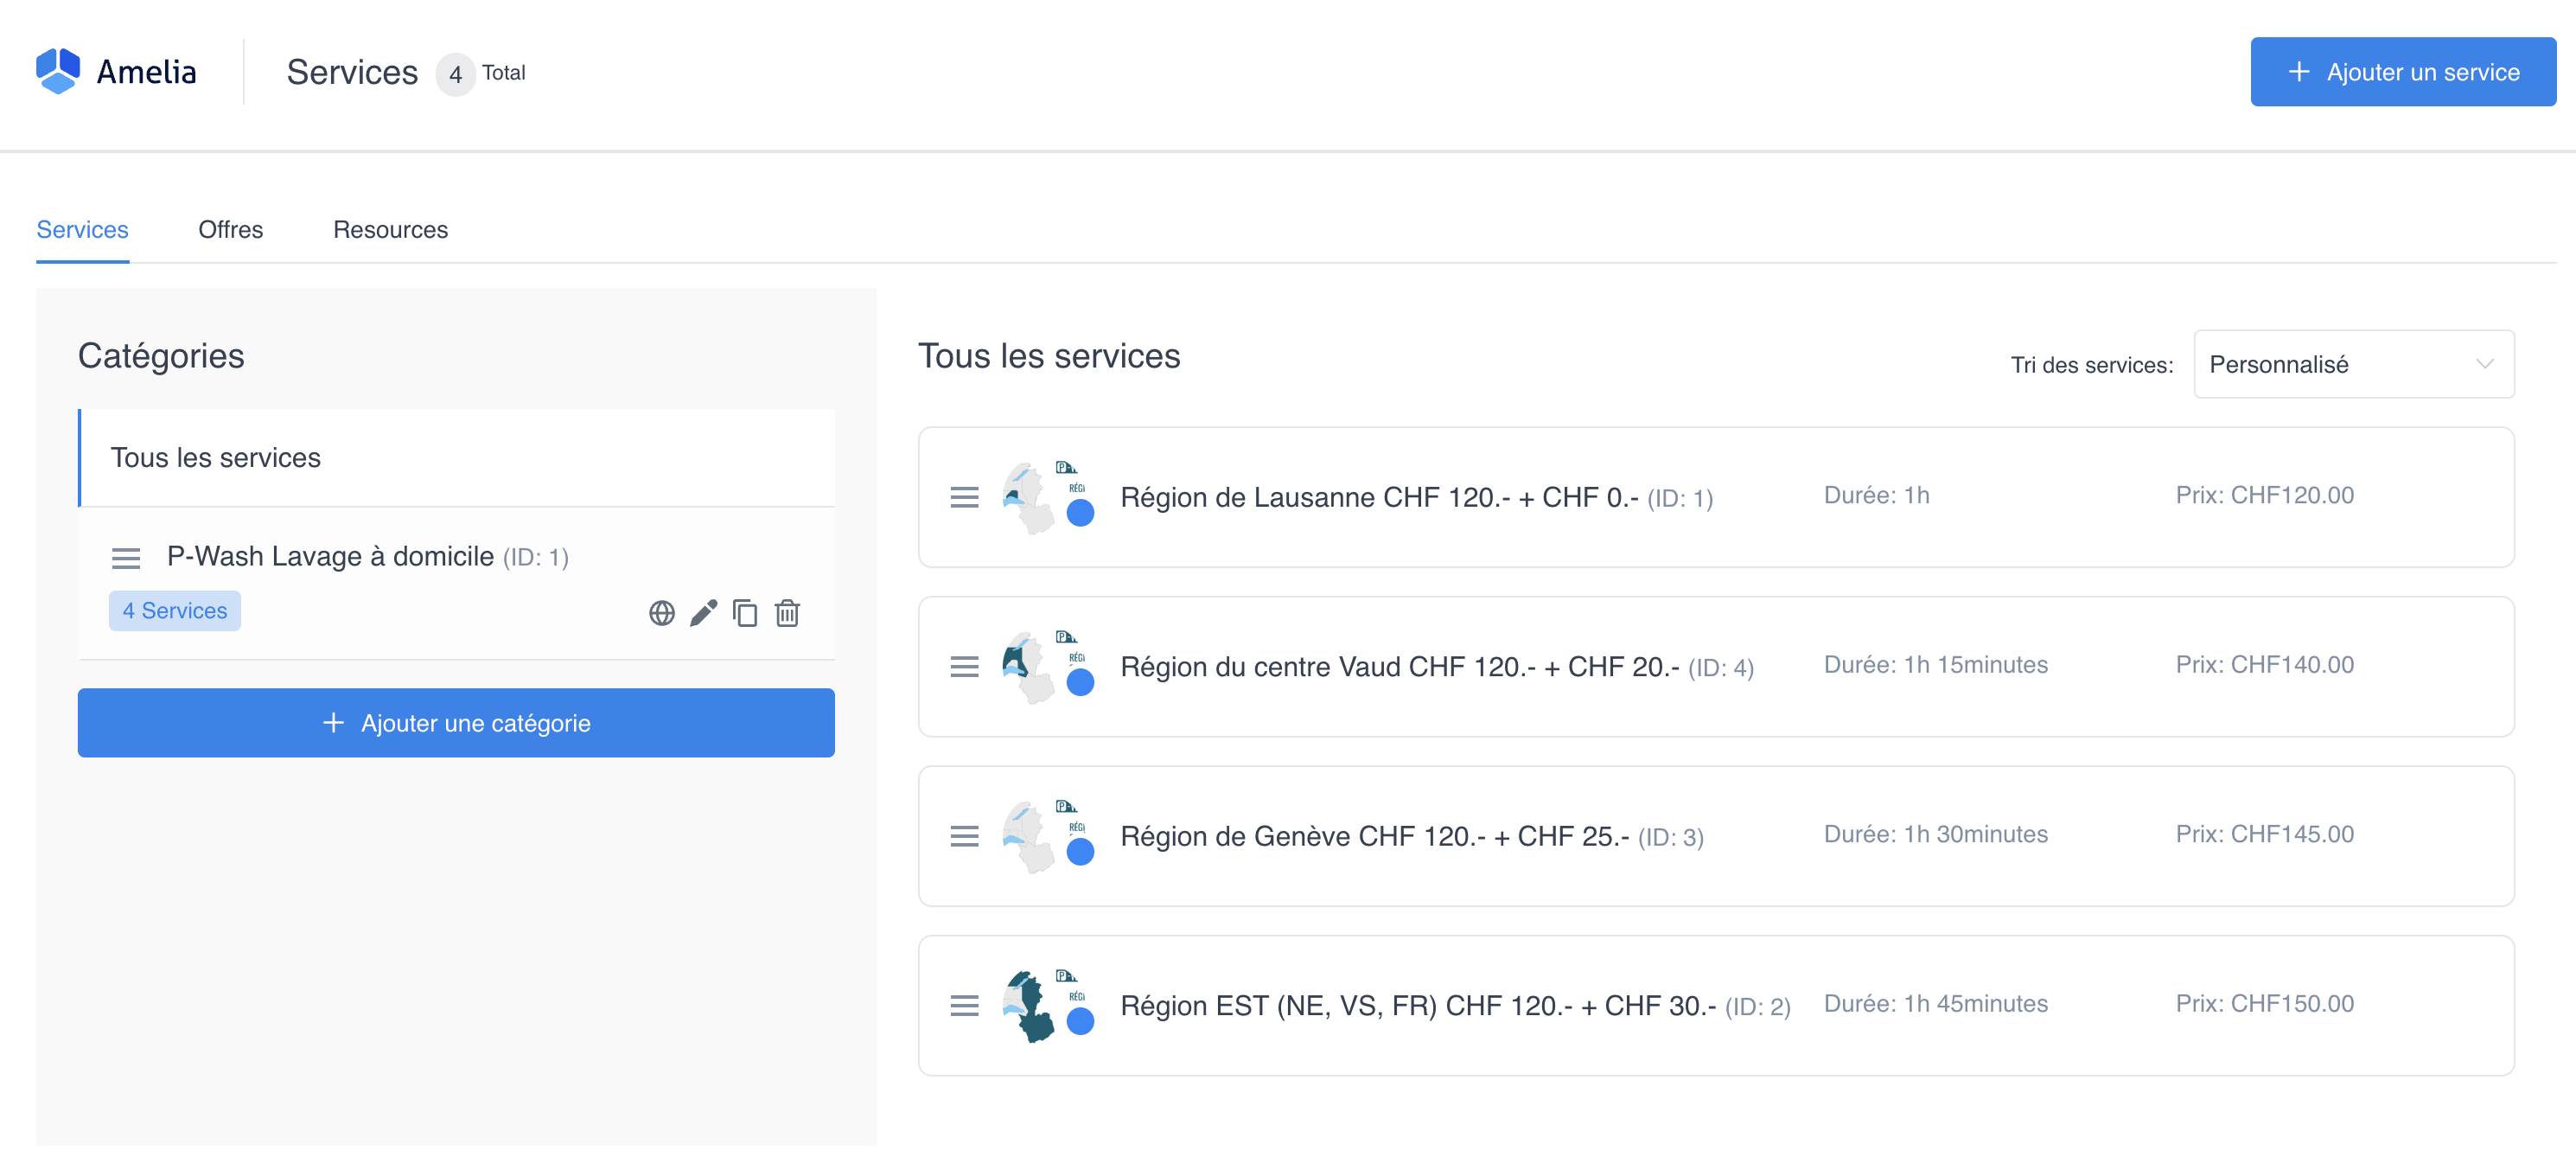 Amelia
Services 4 Total
+ Ajouter un service
Services Offres Resources
Catégories
Tous les services
P-Wash Lavage à domicile (ID: 1)
4 Services
+ Ajouter une catégorie
Tous les services
Tri des services: Personnalisé
Région de Lausanne CHF 120.- + CHF 0.- (ID: 1) Durée: 1h Prix: CHF120.00
Région du centre Vaud CHF 120.- + CHF 20.- (ID: 4) Durée: 1h 15minutes Prix: CHF140.00
Région de Genève CHF 120.- + CHF 25.- (ID: 3) Durée: 1h 30minutes Prix: CHF145.00
Région EST (NE, VS, FR) CHF 120.- + CHF 30.- (ID: 2) Durée: 1h 45minutes Prix: CHF150.00